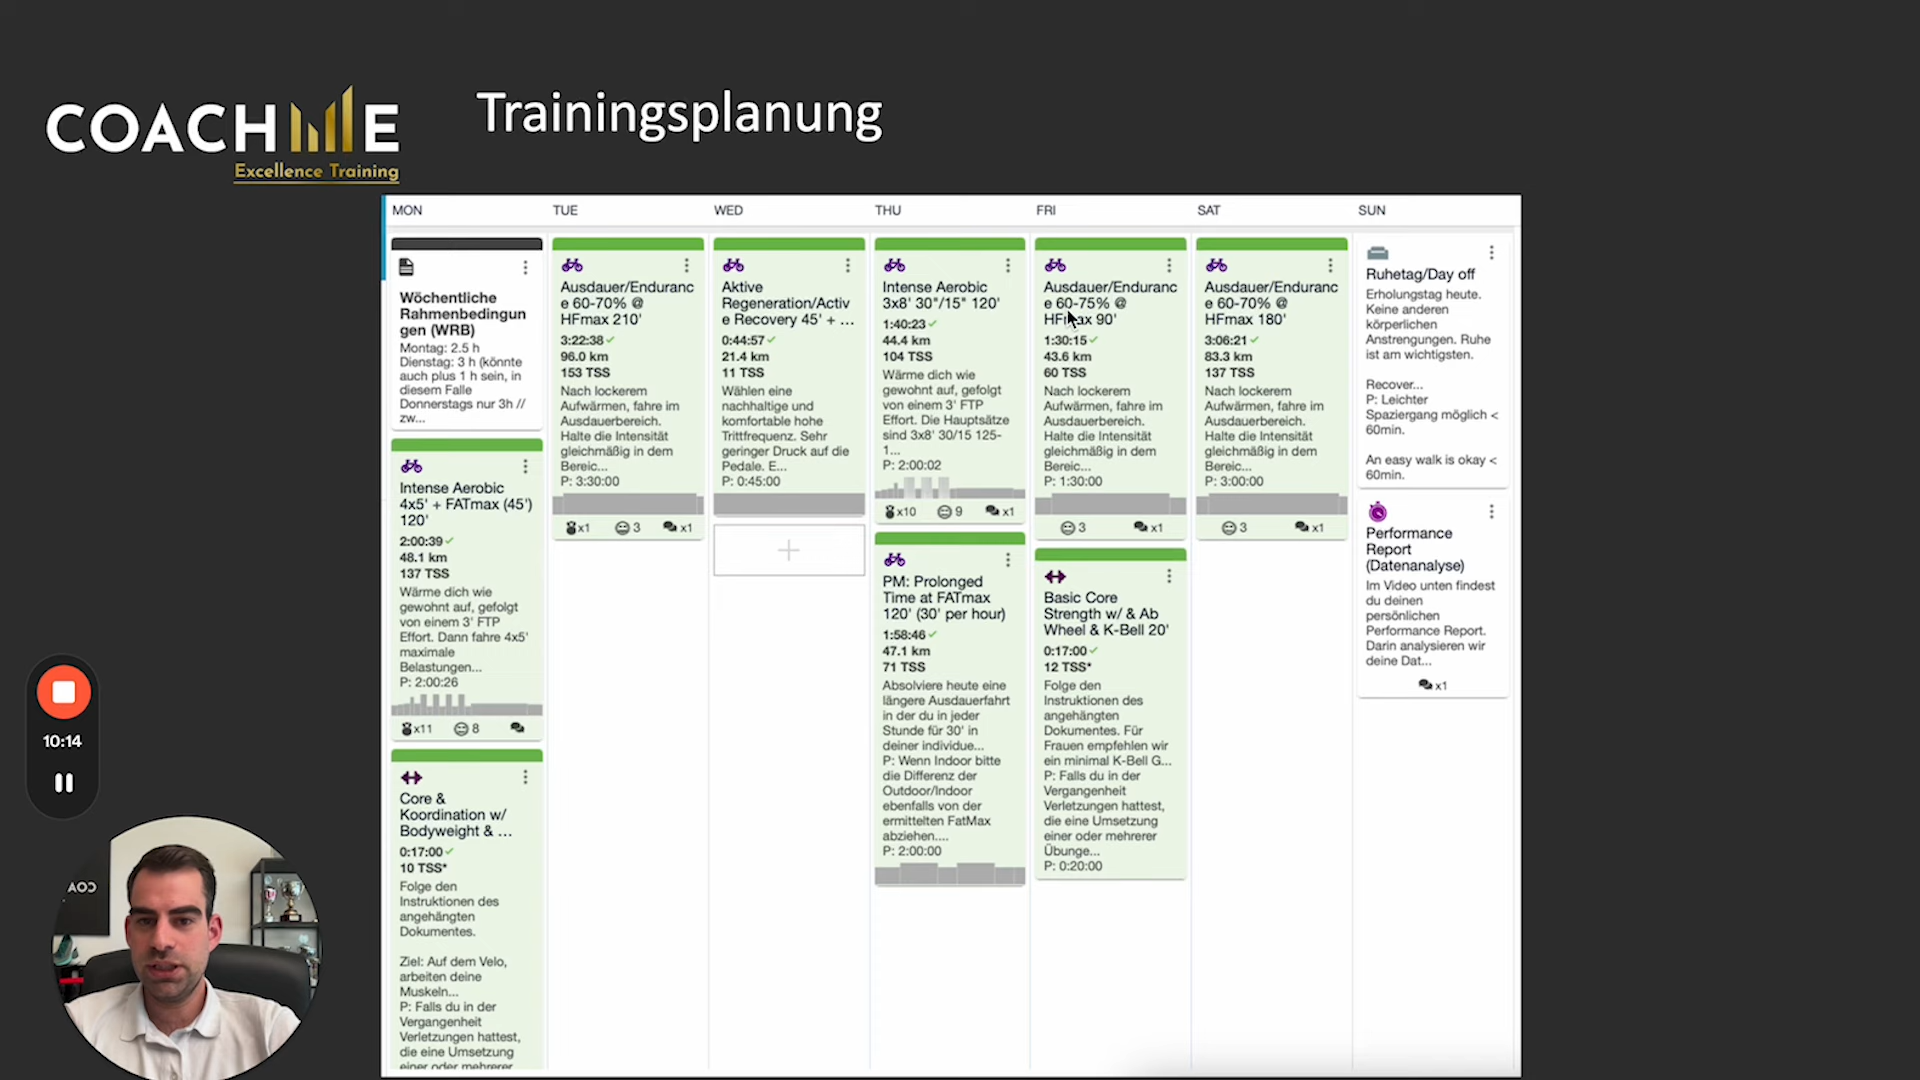 COACH ME
Excellence Training
Trainingsplanung
MON
TUE
WED
THU
FRI
SAT
SUN
Wöchentliche
Rahmenbedingun
gen (WRB)
Montag: 2.5 h
Dienstag: 3 h (könnte
auch plus 1 h sein, in
diesem Falle
Donnerstags nur 3h //
zw...
Intense Aerobic
4x5' + FATmax (45')
120'
2:00:39
48.1 km
137 TSS
Wärme dich wie
gewohnt auf, gefolgt
von einem 3' FTP
Effort. Dann fahre 4x5'
maximale
Belastungen...
P: 2:00:26
x11
8
Core &
Koordination w/
Bodyweight & ...
0:17:00
10 TSS*
Folge den
Instruktionen des
angehängten
Dokumentes.
Ziel: Auf dem Velo,
arbeiten deine
Muskeln...
P: Falls du in der
Vergangenheit
Verletzungen hattest,
die eine Umsetzung
einer oder mehrerer
Ausdauer/Enduranc
e 60-70% @
HFmax 210'
3:22:38
96.0 km
153 TSS
Nach lockerem
Aufwärmen, fahre im
Ausdauerbereich.
Halte die Intensität
gleichmäßig in dem
Bereic...
P: 3:30:00
x1
3
x1
Aktive
Regeneration/Activ
e Recovery 45' + ...
0:44:57
21.4 km
11 TSS
Wählen eine
nachhaltige und
komfortable hohe
Trittfrequenz. Sehr
geringer Druck auf die
Pedale. E...
P: 0:45:00
Intense Aerobic
3x8' 30"/15" 120'
1:40:23
44.4 km
104 TSS
Wärme dich wie
gewohnt auf, gefolgt
von einem 3' FTP
Effort. Die Hauptsätze
sind 3x8' 30/15 125-
1...
P: 2:00:02
x10
9
x1
PM: Prolonged
Time at FATmax
120' (30' per hour)
1:58:46
47.1 km
71 TSS
Absolviere heute eine
längere Ausdauerfahrt
in der du in jeder
Stunde für 30' in
deiner individue...
P: Wenn Indoor bitte
die Differenz der
Outdoor/Indoor
ebenfalls von der
ermittelten FatMax
abziehen....
P: 2:00:00
Ausdauer/Enduranc
e 60-75% @
HFmax 90'
1:30:15
43.6 km
60 TSS
Nach lockerem
Aufwärmen, fahre im
Ausdauerbereich.
Halte die Intensität
gleichmäßig in dem
Bereic...
P: 1:30:00
3
x1
Basic Core
Strength w/ & Ab
Wheel & K-Bell 20'
0:17:00
12 TSS*
Folge den
Instruktionen des
angehängten
Dokumentes. Für
Frauen empfehlen wir
ein minimal K-Bell G...
P: Falls du in der
Vergangenheit
Verletzungen hattest,
die eine Umsetzung
einer oder mehrerer
Übunge...
P: 0:20:00
Ausdauer/Enduranc
e 60-70% @
HFmax 180'
3:06:21
83.3 km
137 TSS
Nach lockerem
Aufwärmen, fahre im
Ausdauerbereich.
Halte die Intensität
gleichmäßig in dem
Bereic...
P: 3:00:00
3
x1
Ruhetag/Day off
Erholungstag heute.
Keine anderen
körperlichen
Anstrengungen. Ruhe
ist am wichtigsten.
Recover...
P: Leichter
Spaziergang möglich <
60min.
An easy walk is okay <
60min.
Performance
Report
(Datenanalyse)
Im Video unten findest
du deinen
persönlichen
Performance Report.
Darin analysieren wir
deine Dat...
x1
10:14
COA